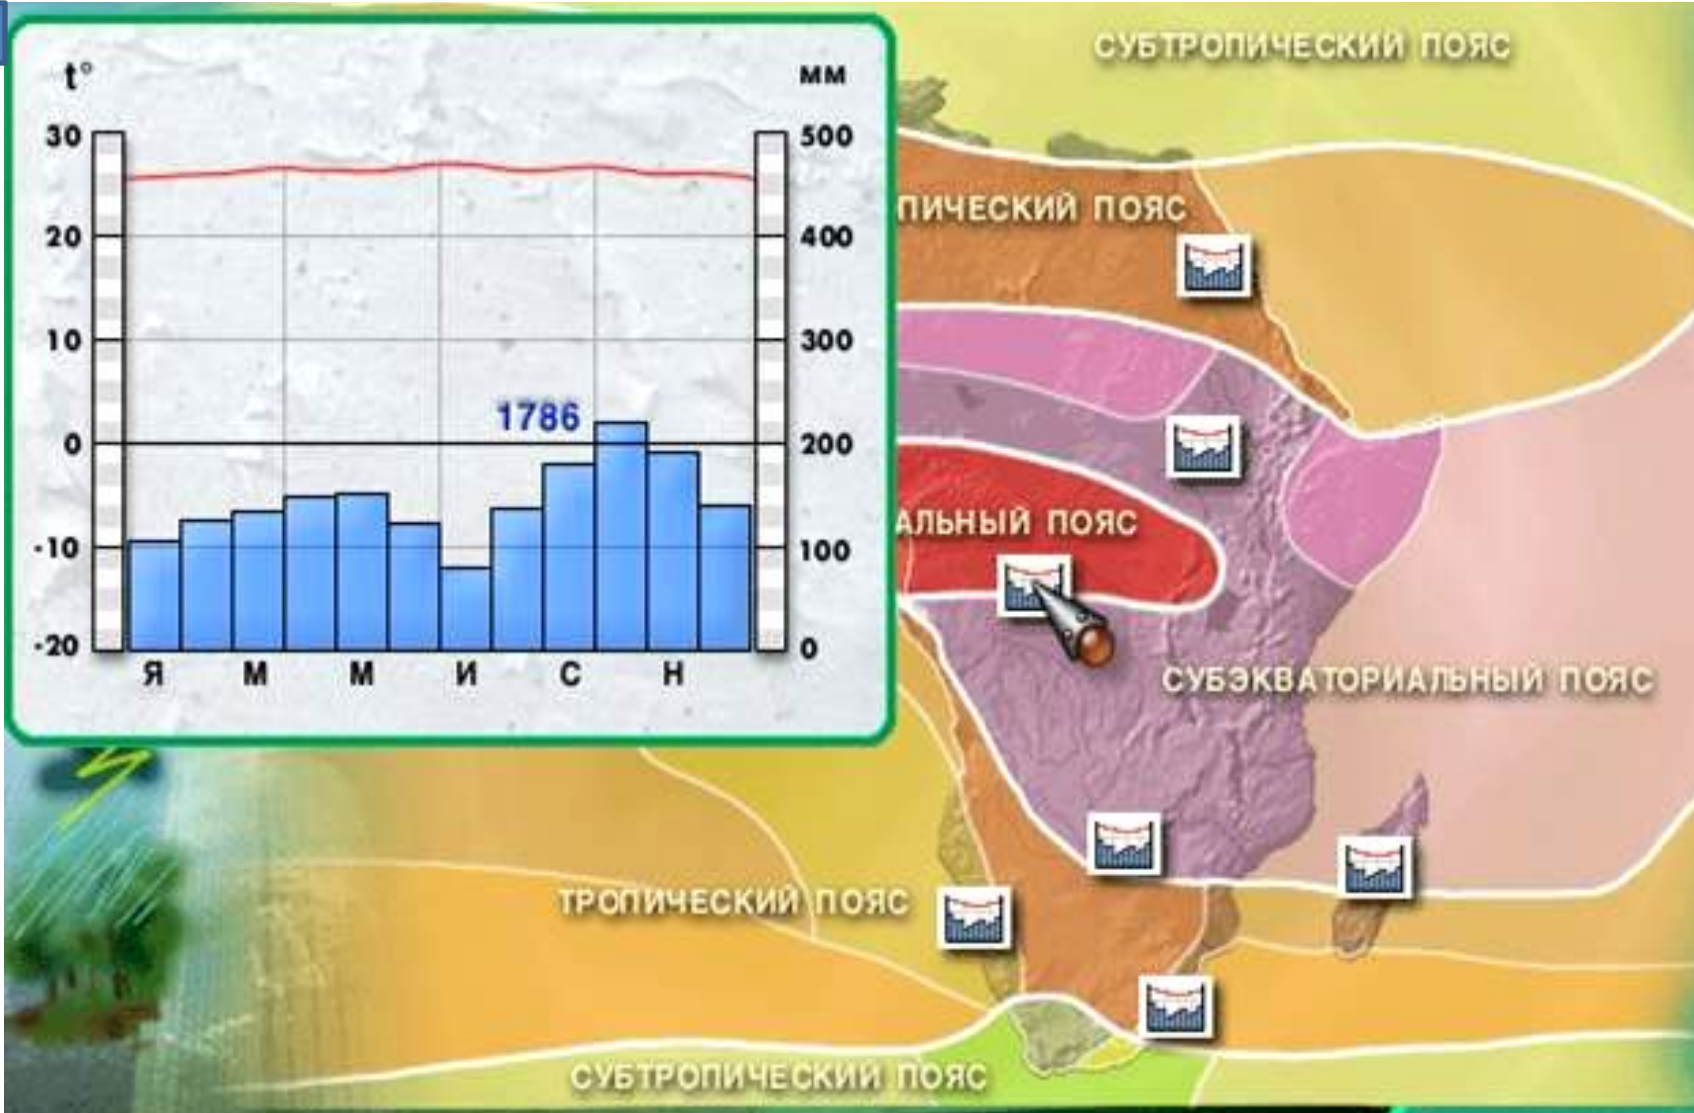 t° мм
30 500
20 400
10 300
0 200
-10 100
-20 0
1786
Я М М И С Н
СУБТРОПИЧЕСКИЙ ПОЯС
ПИЧЕСКИЙ ПОЯС
АЛЬНЫЙ ПОЯС
СУБЭКВАТОРИАЛЬНЫЙ ПОЯС
ТРОПИЧЕСКИЙ ПОЯС
СУБТРОПИЧЕСКИЙ ПОЯС